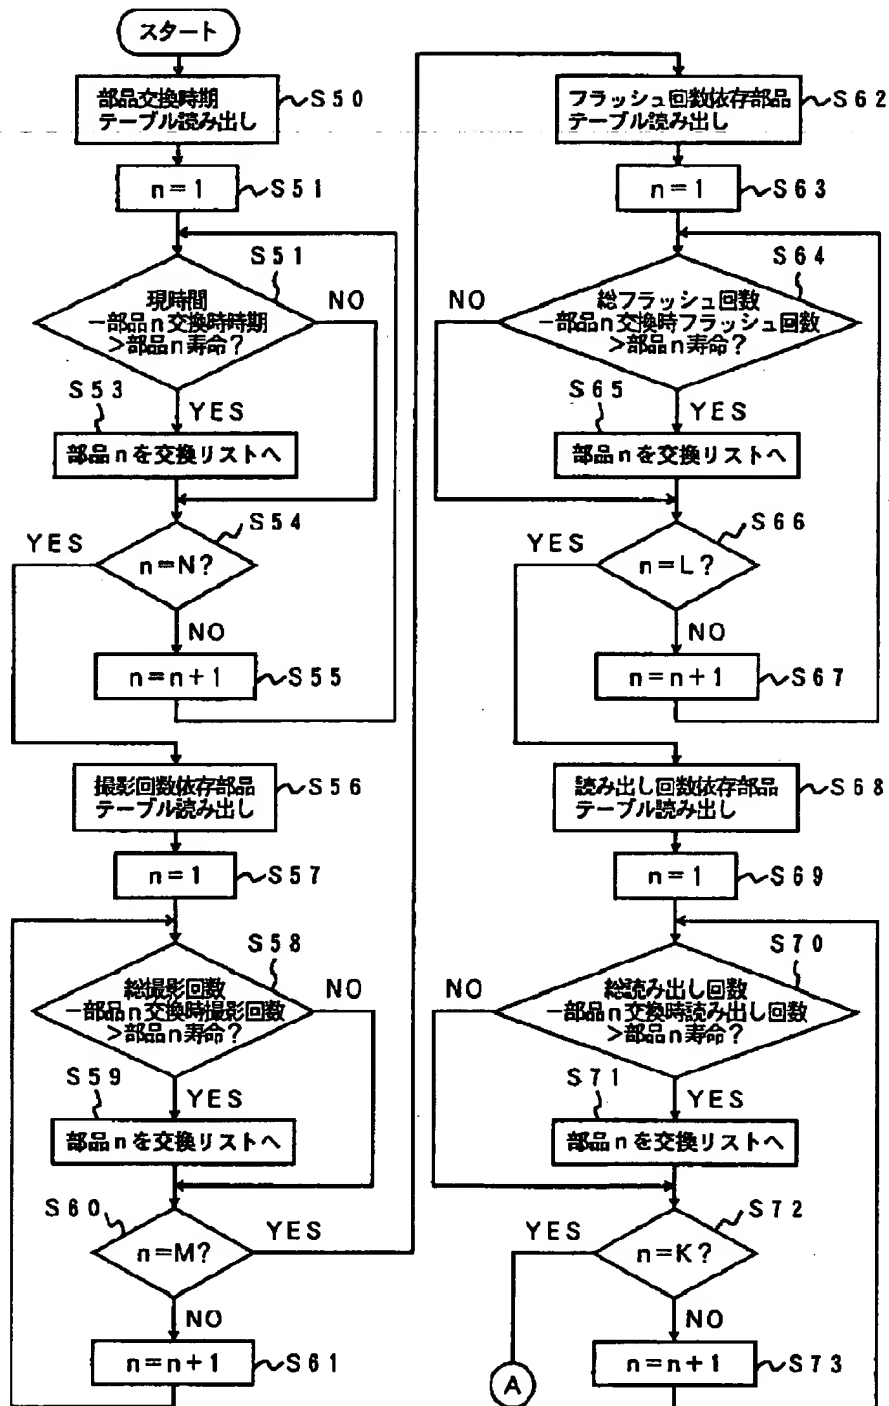 スタート
部品交換時期
テーブル読み出し
S50
n=1
S51
S51
現時間
−部品n交換時時期
>部品n寿命?
NO
YES
S53
部品nを交換リストへ
S54
YES
n=N?
NO
n=n+1
S55
撮影回数依存部品
テーブル読み出し
S56
n=1
S57
S58
総撮影回数
−部品n交換時撮影回数
>部品n寿命?
NO
YES
S59
部品nを交換リストへ
S60
n=M?
YES
NO
n=n+1
S61
フラッシュ回数依存部品
テーブル読み出し
S62
n=1
S63
S64
総フラッシュ回数
−部品n交換時フラッシュ回数
>部品n寿命?
NO
YES
S65
部品nを交換リストへ
S66
YES
n=L?
NO
n=n+1
S67
読み出し回数依存部品
テーブル読み出し
S68
n=1
S69
S70
総読み出し回数
−部品n交換時読み出し回数
>部品n寿命?
NO
YES
S71
部品nを交換リストへ
S72
YES
n=K?
NO
n=n+1
S73
A